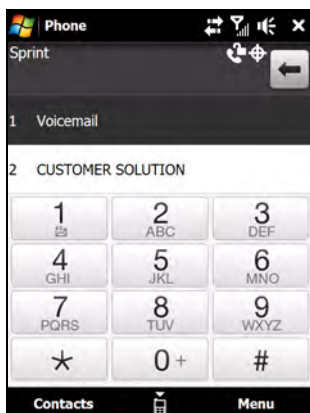 Phone
Sprint
1 Voicemail
2 CUSTOMER SOLUTION
1 2 ABC 3 DEF
4 GHI 5 JKL 6 MNO
7 PQRS 8 TUV 9 WXYZ
* 0 + #
Contacts Menu